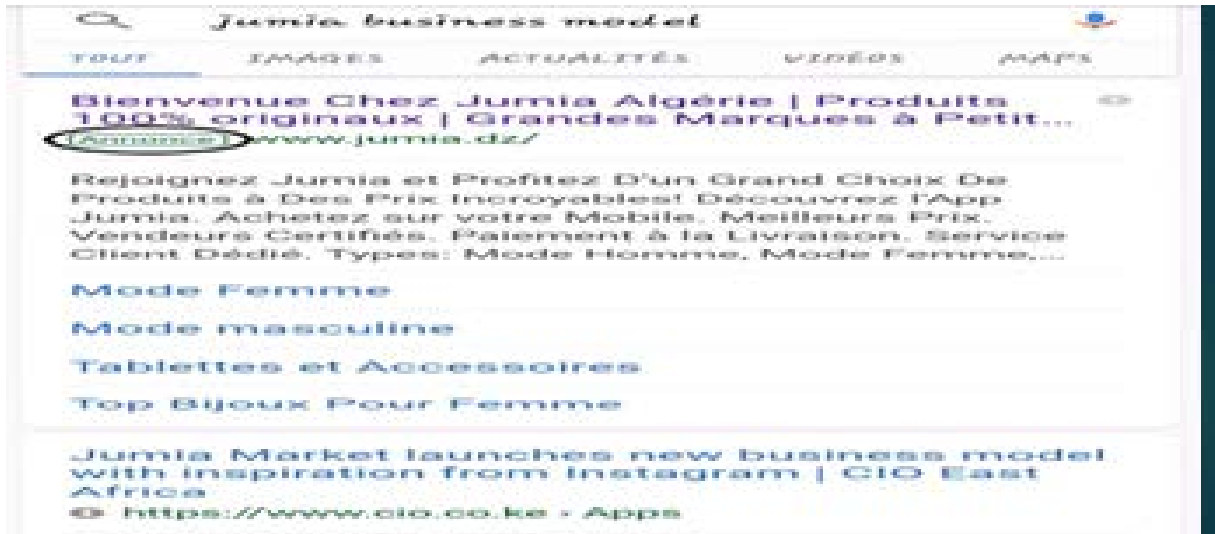 jumia business model
TOUT IMAGES ACTUALITÉS VIDÉOS MAPS
Bienvenue Chez Jumia Algérie | Produits
100% originaux | Grandes Marques à Petit...
Annonce www.jumia.dz/
Rejoignez Jumia et Profitez D'un Grand Choix De
Produits à Des Prix Incroyables! Découvrez l'App
Jumia. Achetez sur votre Mobile. Meilleurs Prix.
Vendeurs Certifiés. Paiement à la Livraison. Service
Client Dédié. Types: Mode Homme, Mode Femme,...
Mode Femme
Mode masculine
Tablettes et Accessoires
Top Bijoux Pour Femme
Jumia Market launches new business model
with inspiration from Instagram | CIO East
Africa
https://www.cio.co.ke › Apps